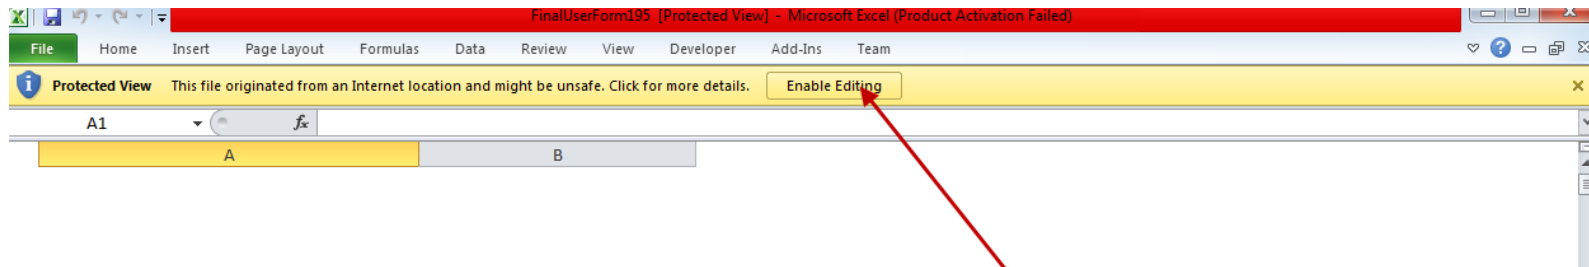 FinalUserForm195 [Protected View] - Microsoft Excel (Product Activation Failed)
File Home Insert Page Layout Formulas Data Review View Developer Add-Ins Team
Protected View This file originated from an Internet location and might be unsafe. Click for more details. Enable Editing
A1 fx
A B